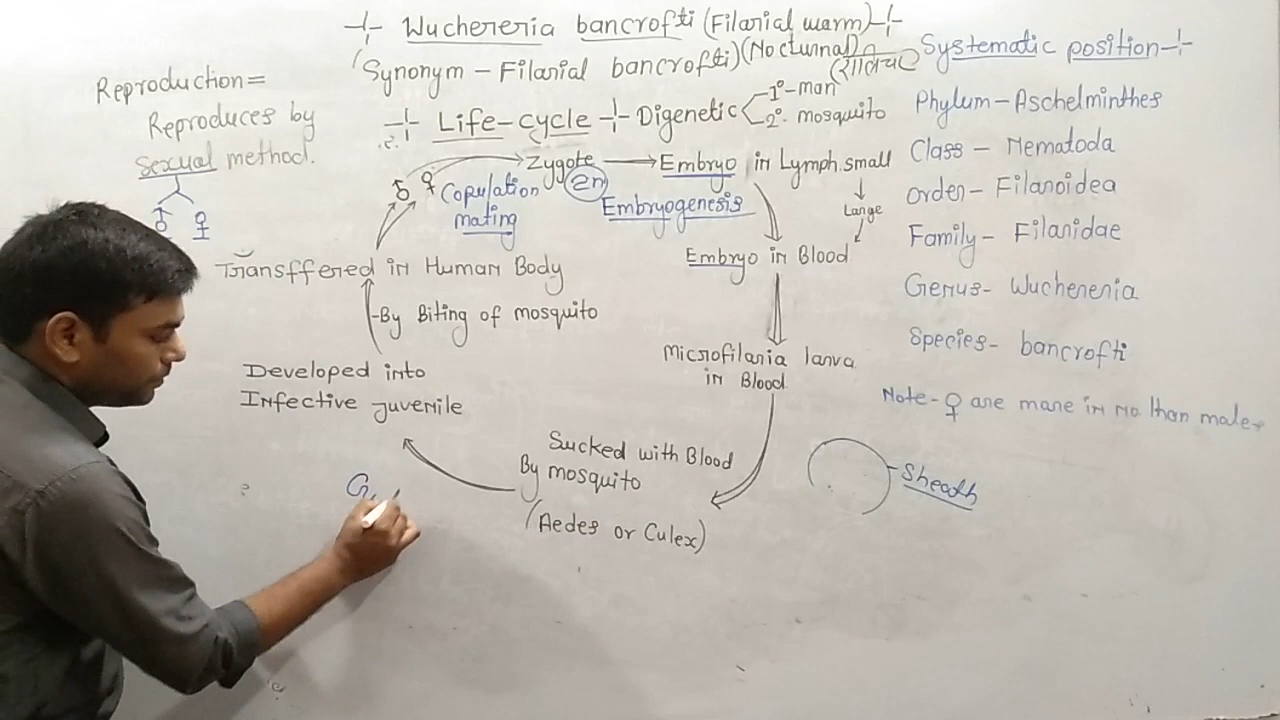 Wuchereria bancrofti (Filarial warm)
Synonym - Filarial bancrofti) (Nocturnal)
Reproduction =
Reproduces by
sexual method.
♂ ♀
Life-cycle Digenetic
1° - man
2° mosquito
♂ ♀ Copulation
mating
Zygote
2n
Embryo in Lymph. small
Large
Embryogenesis
Embryo in Blood
Microfilaria larva
in Blood
Sucked with Blood
By mosquito
(Aedes or Culex)
Developed into
Infective juvenile
By Biting of mosquito
Transffered in Human Body
Systematic position
Phylum - Aschelminthes
Class - Nematoda
Order - Filarioidea
Family - Filaridae
Genus - Wuchereria
Species - bancrofti
Note - ♀ are more in no than male
Sheath